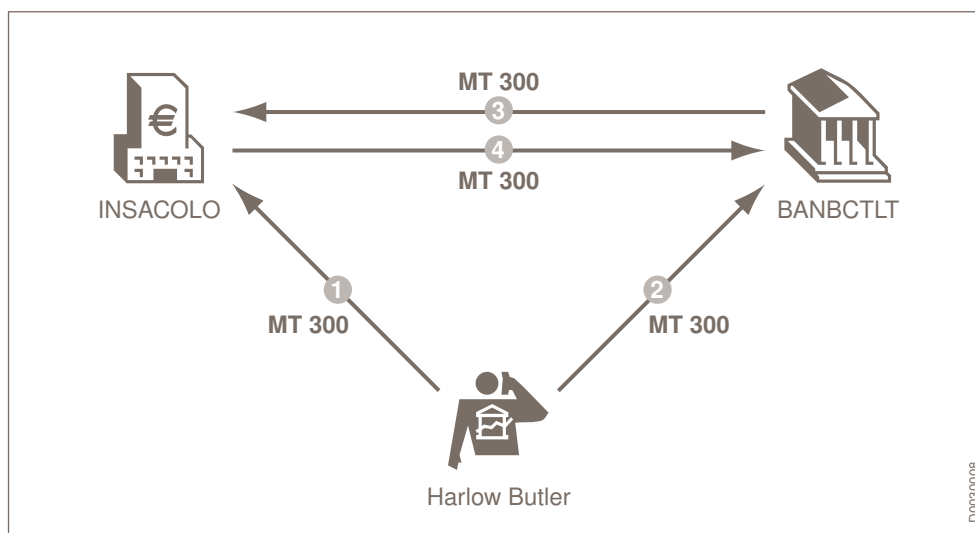 MT 300
3
4
MT 300
€
INSACOLO
BANBCTLT
1
2
MT 300
MT 300
Harlow Butler
D0030008